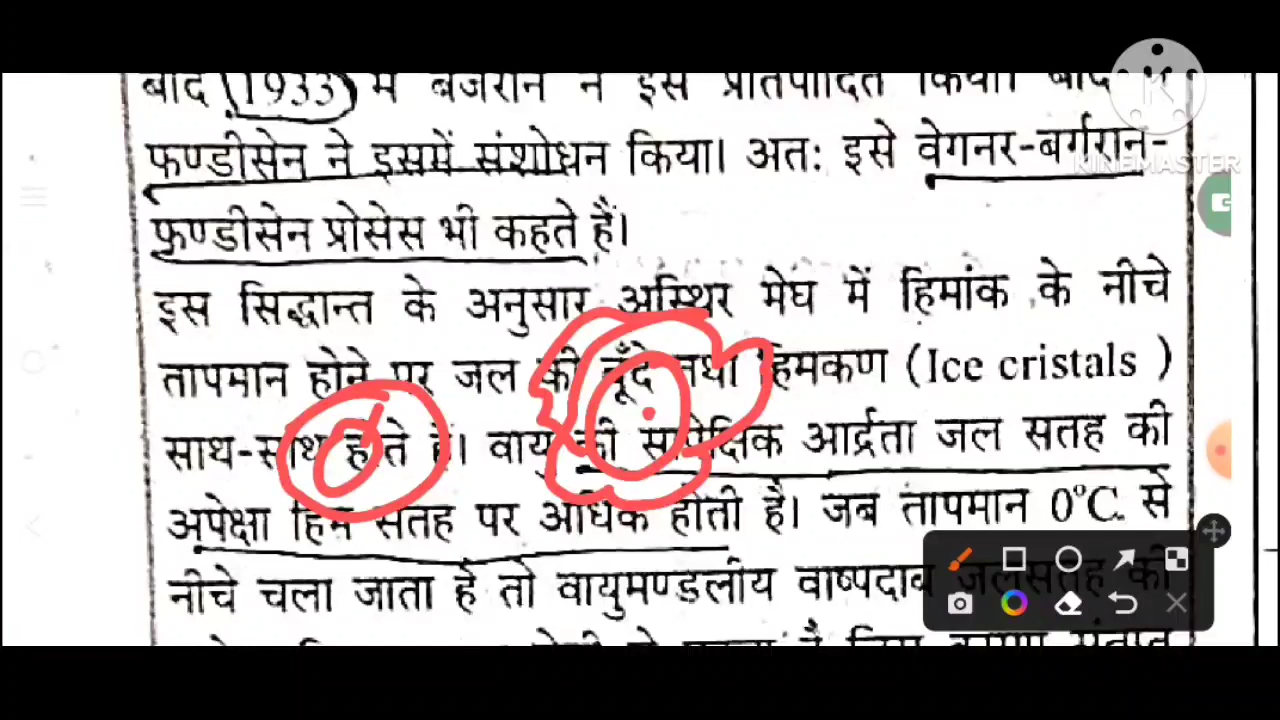 KINEMASTER
बाद (1933) में बर्जरान ने इसे प्रतिपादित किया। बाद में
फण्डीसेन ने इसमें संशोधन किया। अतः इसे वेगनर-बर्गरान-
फण्डीसेन प्रोसेस भी कहते हैं।
इस सिद्धान्त के अनुसार अस्थिर मेघ में हिमांक के नीचे
तापमान होने पर जल की बूँदे तथा हिमकण (Ice cristals )
साथ-साथ होते हैं। वायु की सापेक्षिक आर्द्रता जल सतह की
अपेक्षा हिम सतह पर अधिक होती है। जब तापमान 0°C. से
नीचे चला जाता है तो वायुमण्डलीय वाष्पदाब जलसतह की